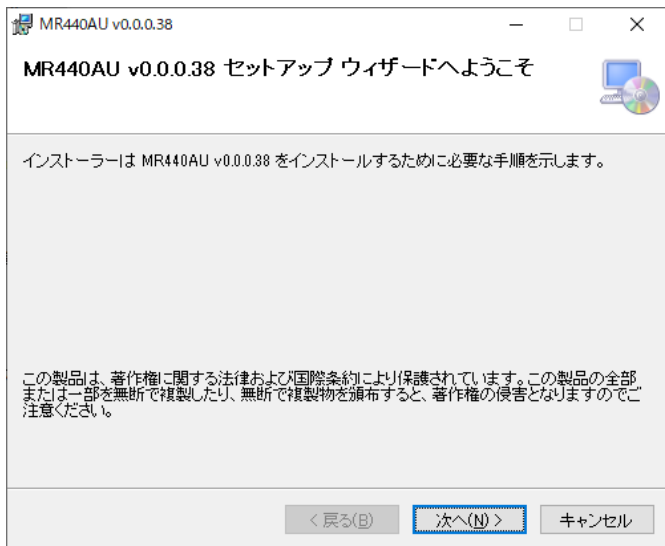 MR440AU v0.0.0.38
MR440AU v0.0.0.38 セットアップ ウィザードへようこそ
インストーラーは MR440AU v0.0.0.38 をインストールするために必要な手順を示します。
この製品は、著作権に関する法律および国際条約により保護されています。この製品の全部
または一部を無断で複製したり、無断で複製物を頒布すると、著作権の侵害となりますのでご
注意ください。
< 戻る(B)
次へ(N) >
キャンセル